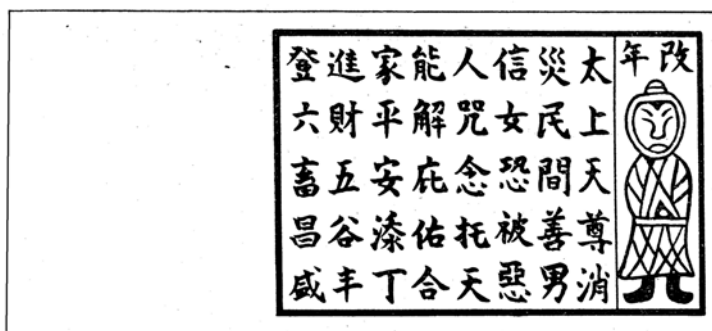 改年
太上天尊消
災民間善男
信女恐被惡
人咒念托天
能解庇佑合
家平安添丁
進財五谷丰
登六畜昌盛